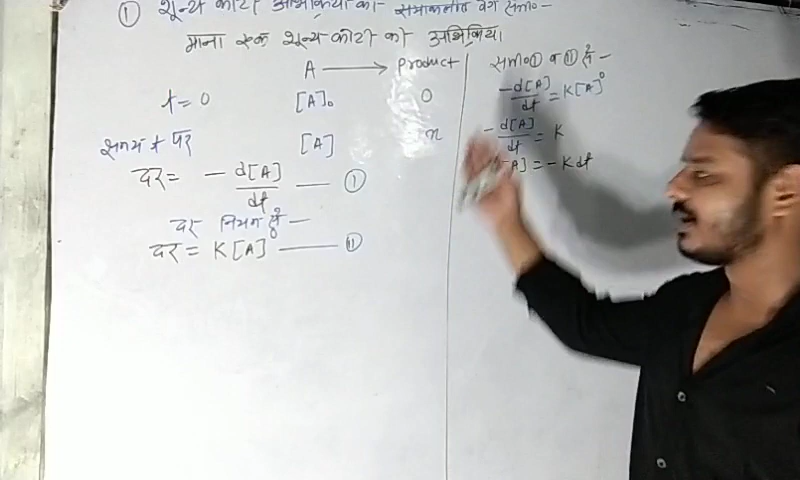 ① शून्य कोटी अभिक्रिया का समाकलीत वेग समी० -
माना एक शून्य कोटी की अभिक्रिया
A ⟶ Product
t = 0 [A]₀ 0
समय t पर [A] x
दर = - d[A]/dt — ①
दर नियम से -
दर = K[A] — ⑪
समी० ① व ⑪ से -
-d[A]/dt = K[A]⁰
- d[A]/dt = K
A] = - K dt